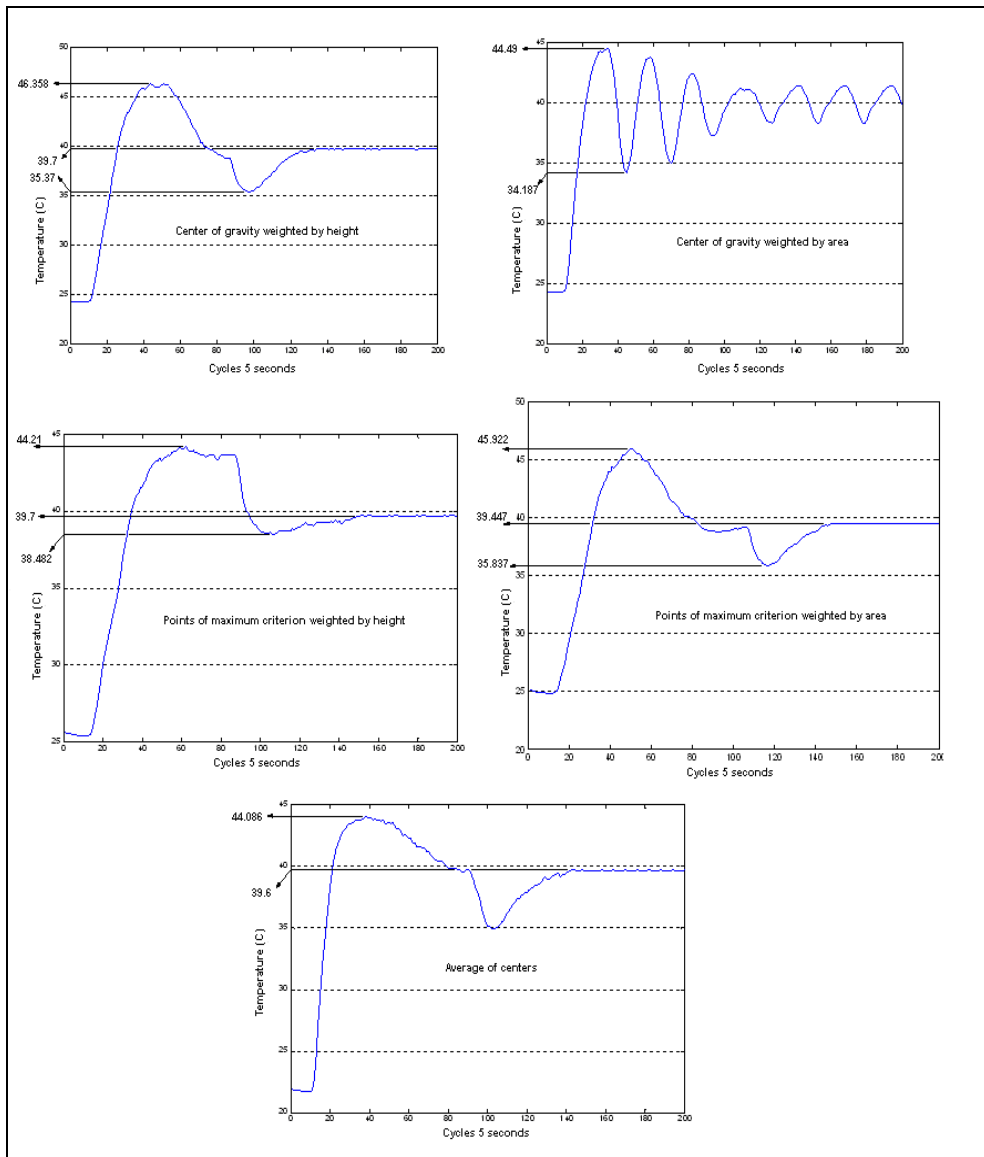 50
46.358
45
39.7
35.37
35
30
25
20
0 20 40 60 80 100 120 140 160 180 200
Temperature (C)
Center of gravity weighted by height
Cycles 5 seconds
45
44.49
40
35
34.187
30
25
20
0 20 40 60 80 100 120 140 160 180 200
Temperature (C)
Center of gravity weighted by area
Cycles 5 seconds
45
44.21
40
39.7
38.482
35
30
25
0 20 40 60 80 100 120 140 160 180 200
Temperature (C)
Points of maximum criterion weighted by height
Cycles 5 seconds
50
45.922
45
40
39.447
35.837
35
30
25
20
0 20 40 60 80 100 120 140 160 180 200
Temperature (C)
Points of maximum criterion weighted by area
Cycles 5 seconds
45
44.086
40
39.6
35
30
25
20
0 20 40 60 80 100 120 140 160 180 200
Temperature (C)
Average of centers
Cycles 5 seconds